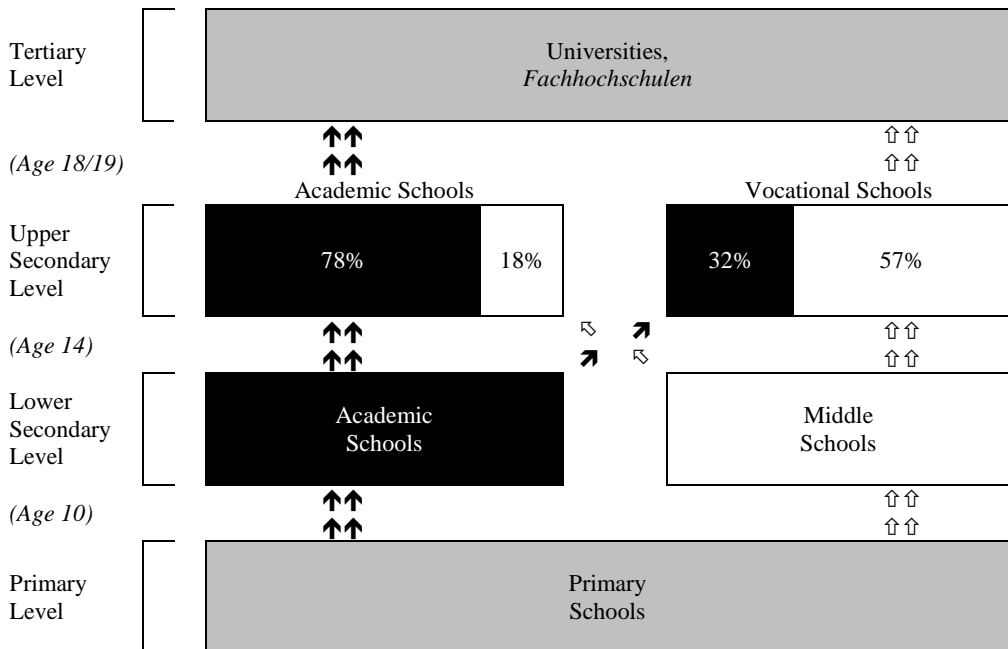 Tertiary
Level
Universities,
Fachhochschulen
(Age 18/19)
Academic Schools
Vocational Schools
Upper
Secondary
Level
78%
18%
32%
57%
(Age 14)
Lower
Secondary
Level
Academic
Schools
Middle
Schools
(Age 10)
Primary
Level
Primary
Schools